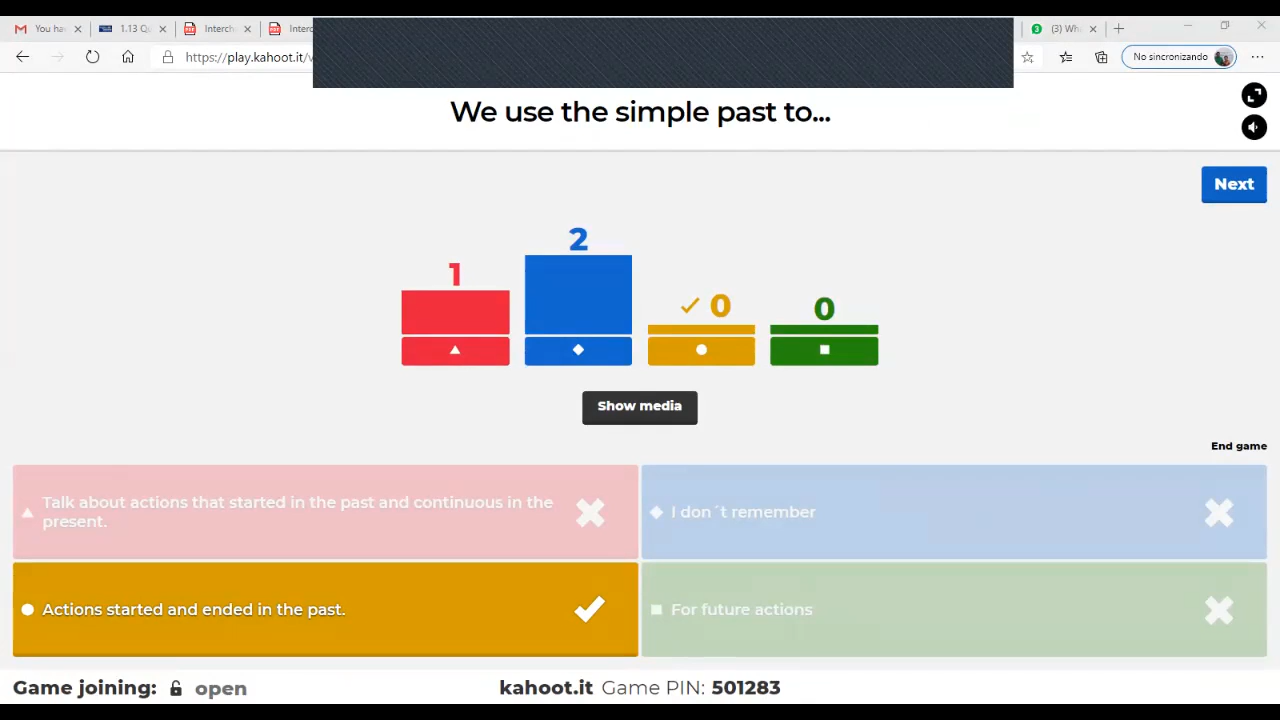 You ha
1.13 Qu
Interch
Interc
(3) Wh
https://play.kahoot.it/v
No sincronizando
We use the simple past to...
Next
1
2
0
0
Show media
End game
Talk about actions that started in the past and continuous in the
present.
I don´t remember
Actions started and ended in the past.
For future actions
Game joining: open
kahoot.it Game PIN: 501283